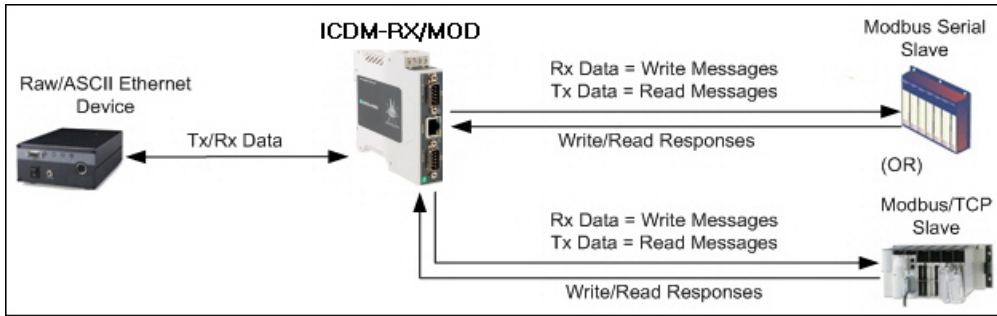 ICDM-RX/MOD
Modbus Serial
Slave
Raw/ASCII Ethernet
Device
Rx Data = Write Messages
Tx Data = Read Messages
Tx/Rx Data
Write/Read Responses
(OR)
Modbus/TCP
Slave
Rx Data = Write Messages
Tx Data = Read Messages
Write/Read Responses